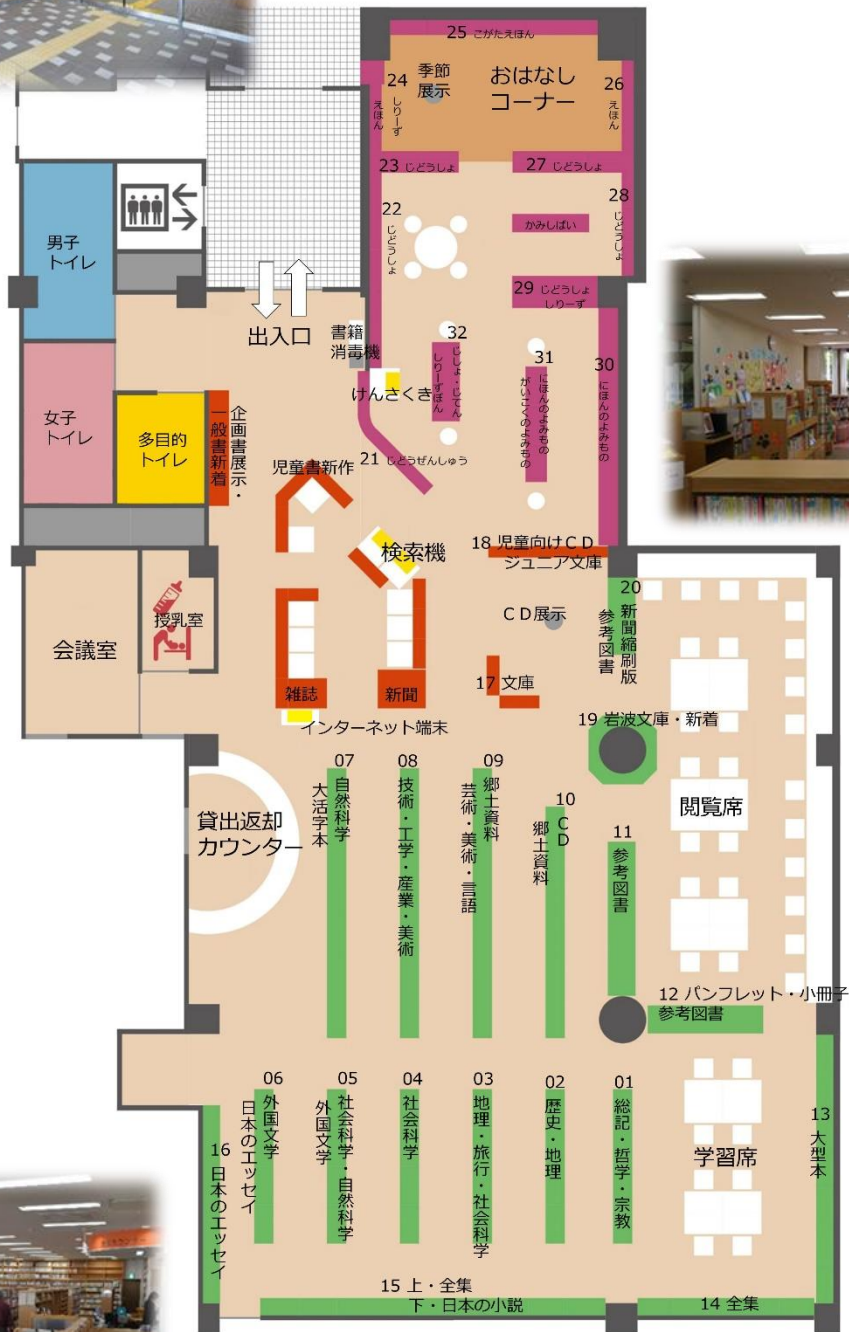 25 こがたえほん
24 しりーず
えほん
季節
展示
おはなし
コーナー
26
えほん
23 じどうしょ
27 じどうしょ
22
じどうしょ
かみしばい
28
じどうしょ
29 じどうしょ
しりーず
男子
トイレ
出入口
書籍
消毒機
32
じしょ・じてん
しりーずぼん
31
にほんのよみもの
がいこくのよみもの
30
にほんのよみもの
けんさくき
女子
トイレ
多目的
トイレ
企画書展示・
一般書新着
児童書新作
21 じどうぜんしゅう
検索機
18 児童向けCD
ジュニア文庫
会議室
授乳室
CD展示
20
新聞縮刷版
参考図書
雑誌
新聞
17 文庫
インターネット端末
19 岩波文庫・新着
貸出返却
カウンター
07
自然科学
大活字本
08
技術・工学・産業・美術
09
郷土資料
芸術・美術・言語
10
CD
郷土資料
11
参考図書
閲覧席
12 パンフレット・小冊子
参考図書
06
外国文学
日本のエッセイ
05
社会科学・自然科学
外国文学
04
社会科学
03
地理・旅行・社会科学
02
歴史・地理
01
総記・哲学・宗教
学習席
13
大型本
16
日本のエッセイ
15 上・全集
下・日本の小説
14 全集